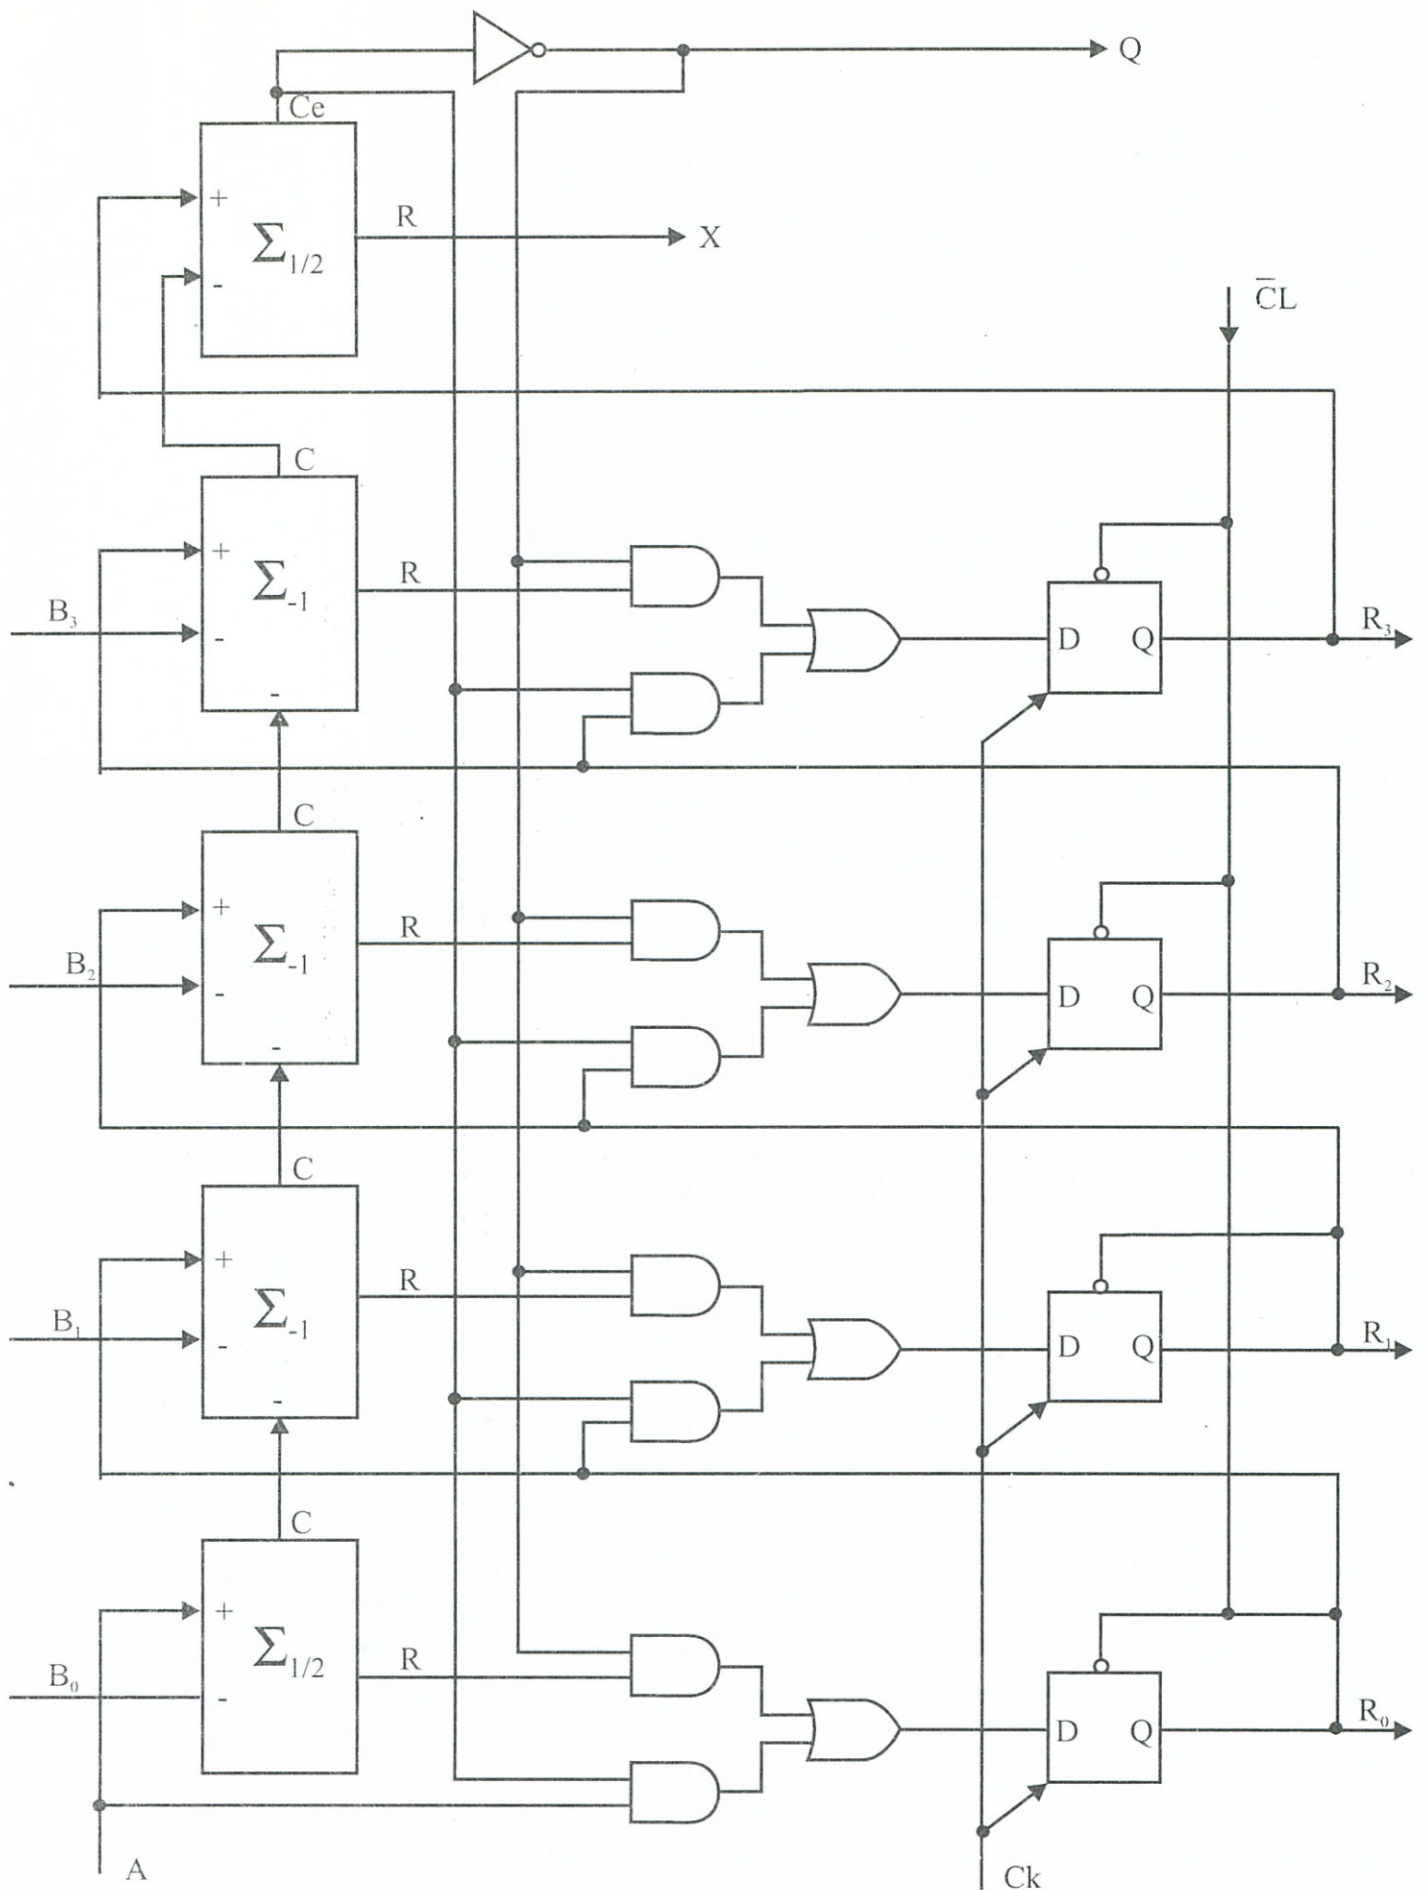 Q
Ce
+
Σ1/2
-
R
X
C̅L
C
+
Σ-1
-
-
R
B3
D Q
R3
C
+
Σ-1
-
-
R
B2
D Q
R2
C
+
Σ-1
-
-
R
B1
D Q
R1
C
+
Σ1/2
-
R
B0
D Q
R0
A
Ck